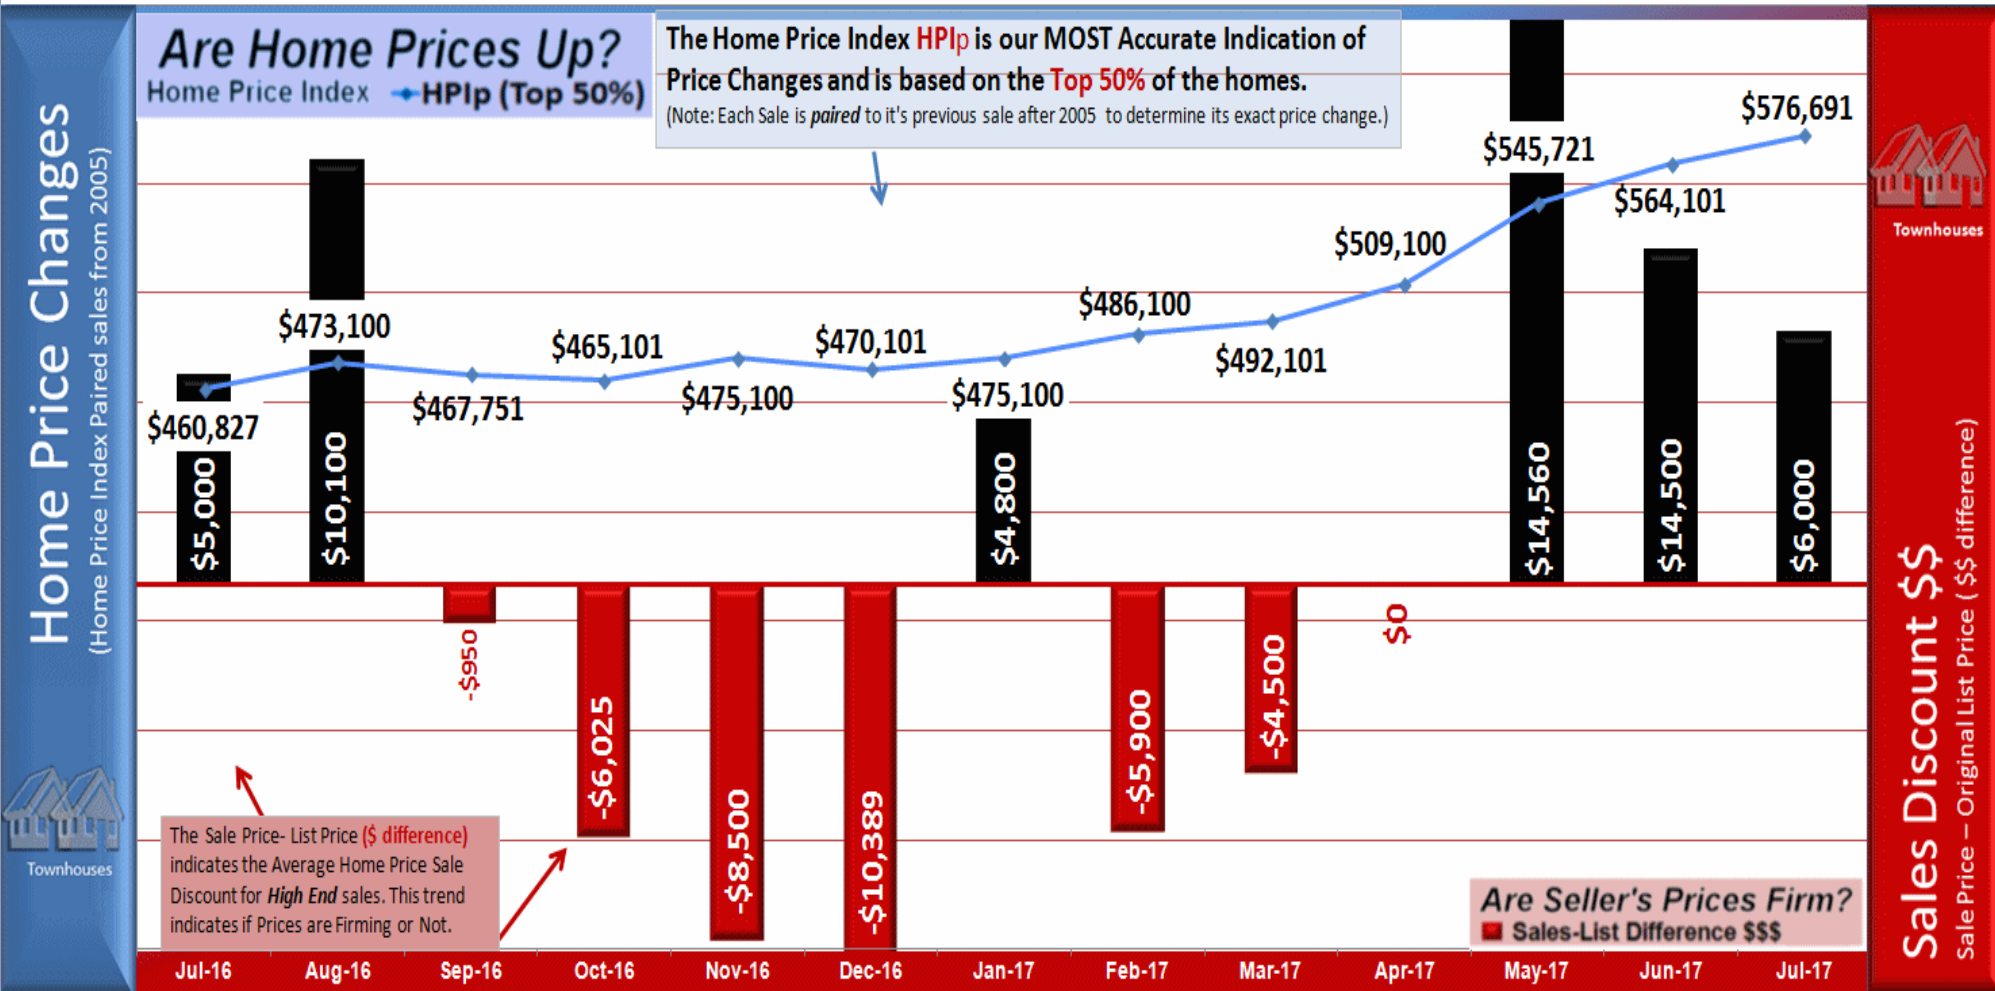 Are Home Prices Up?
Home Price Index HPIp (Top 50%)
The Home Price Index HPIp is our MOST Accurate Indication of
Price Changes and is based on the Top 50% of the homes.
(Note: Each Sale is paired to it's previous sale after 2005 to determine its exact price change.)
Home Price Changes
(Home Price Index Paired sales from 2005)
Townhouses
$460,827
$473,100
$467,751
$465,101
$475,100
$470,101
$475,100
$486,100
$492,101
$509,100
$545,721
$564,101
$576,691
$5,000
$10,100
-$950
-$6,025
-$8,500
-$10,389
$4,800
-$5,900
-$4,500
$0
$14,560
$14,500
$6,000
The Sale Price- List Price ($ difference)
indicates the Average Home Price Sale
Discount for High End sales. This trend
indicates if Prices are Firming or Not.
Are Seller's Prices Firm?
Sales-List Difference $$$
Jul-16 Aug-16 Sep-16 Oct-16 Nov-16 Dec-16 Jan-17 Feb-17 Mar-17 Apr-17 May-17 Jun-17 Jul-17
Townhouses
Sales Discount $$
Sale Price – Original List Price ( $$ difference)